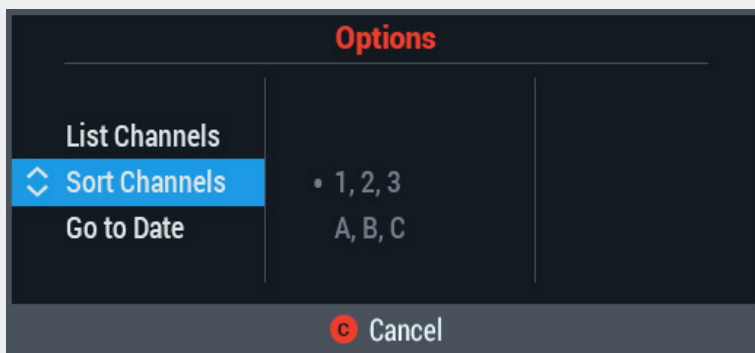 Options
List Channels
Sort Channels
• 1, 2, 3
Go to Date
A, B, C
C Cancel